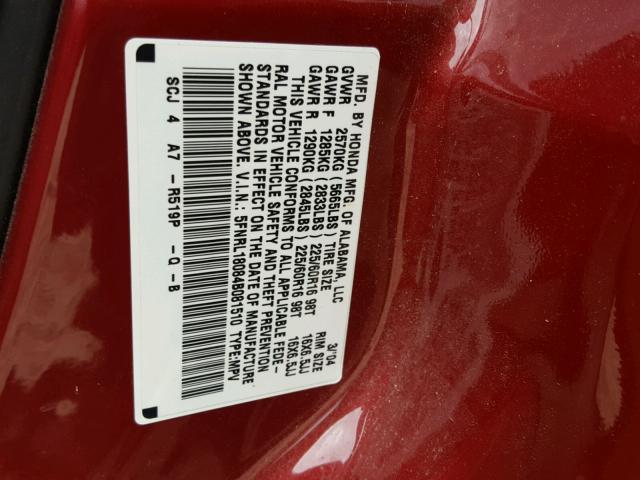 MFD. BY HONDA MFG. OF ALABAMA, LLC 3/'04
GVWR 2570KG (5665LBS) TIRE SIZE RIM SIZE
GAWR F 1285KG (2833LBS) 225/60R16 98T 16X6.5JJ
GAWR R 1290KG (2845LBS) 225/60R16 98T 16X6.5JJ
THIS VEHICLE CONFORMS TO ALL APPLICABLE FEDE-
RAL MOTOR VEHICLE SAFETY AND THEFT PREVENTION
STANDARDS IN EFFECT ON THE DATE OF MANUFACTURE
SHOWN ABOVE. V.I.N.: 5FNRL18084B081510 TYPE:MPV
SCJ 4 A7 - R519P - Q - B